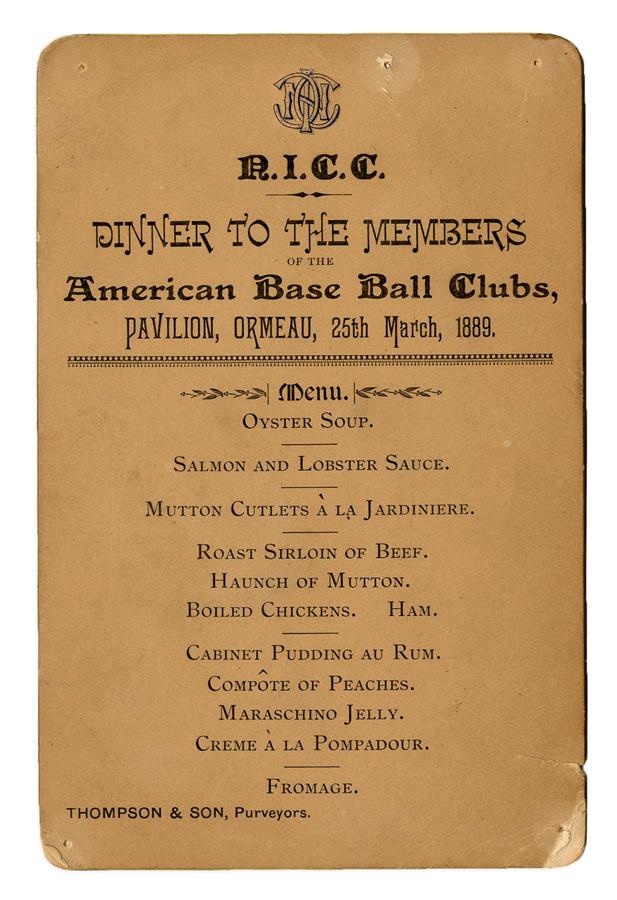 N.I.C.C.
DINNER TO THE MEMBERS
OF THE
American Base Ball Clubs,
PAVILION, ORMEAU, 25th March, 1889.
Menu.
OYSTER SOUP.
SALMON AND LOBSTER SAUCE.
MUTTON CUTLETS À LA JARDINIERE.
ROAST SIRLOIN OF BEEF.
HAUNCH OF MUTTON.
BOILED CHICKENS. HAM.
CABINET PUDDING AU RUM.
COMPÔTE OF PEACHES.
MARASCHINO JELLY.
CREME À LA POMPADOUR.
FROMAGE.
THOMPSON & SON, Purveyors.